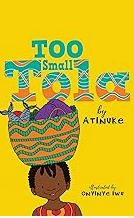 TOO
Small
Tola
BY
ATINUKE
illustrated by
ONYINYE IWU